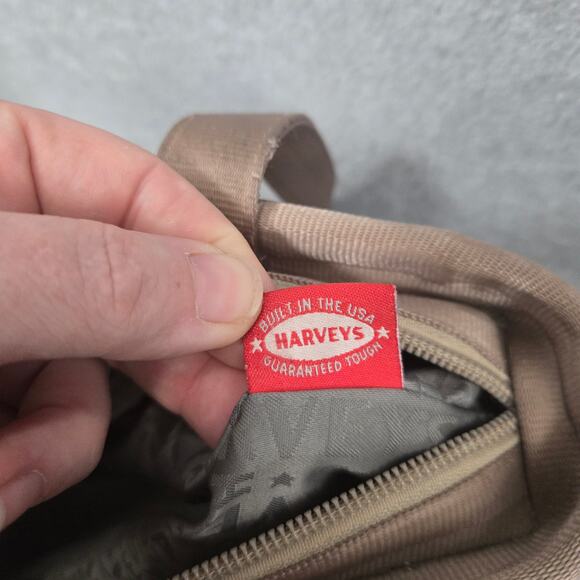 BUILT IN THE USA
HARVEYS
GUARANTEED TOUGH